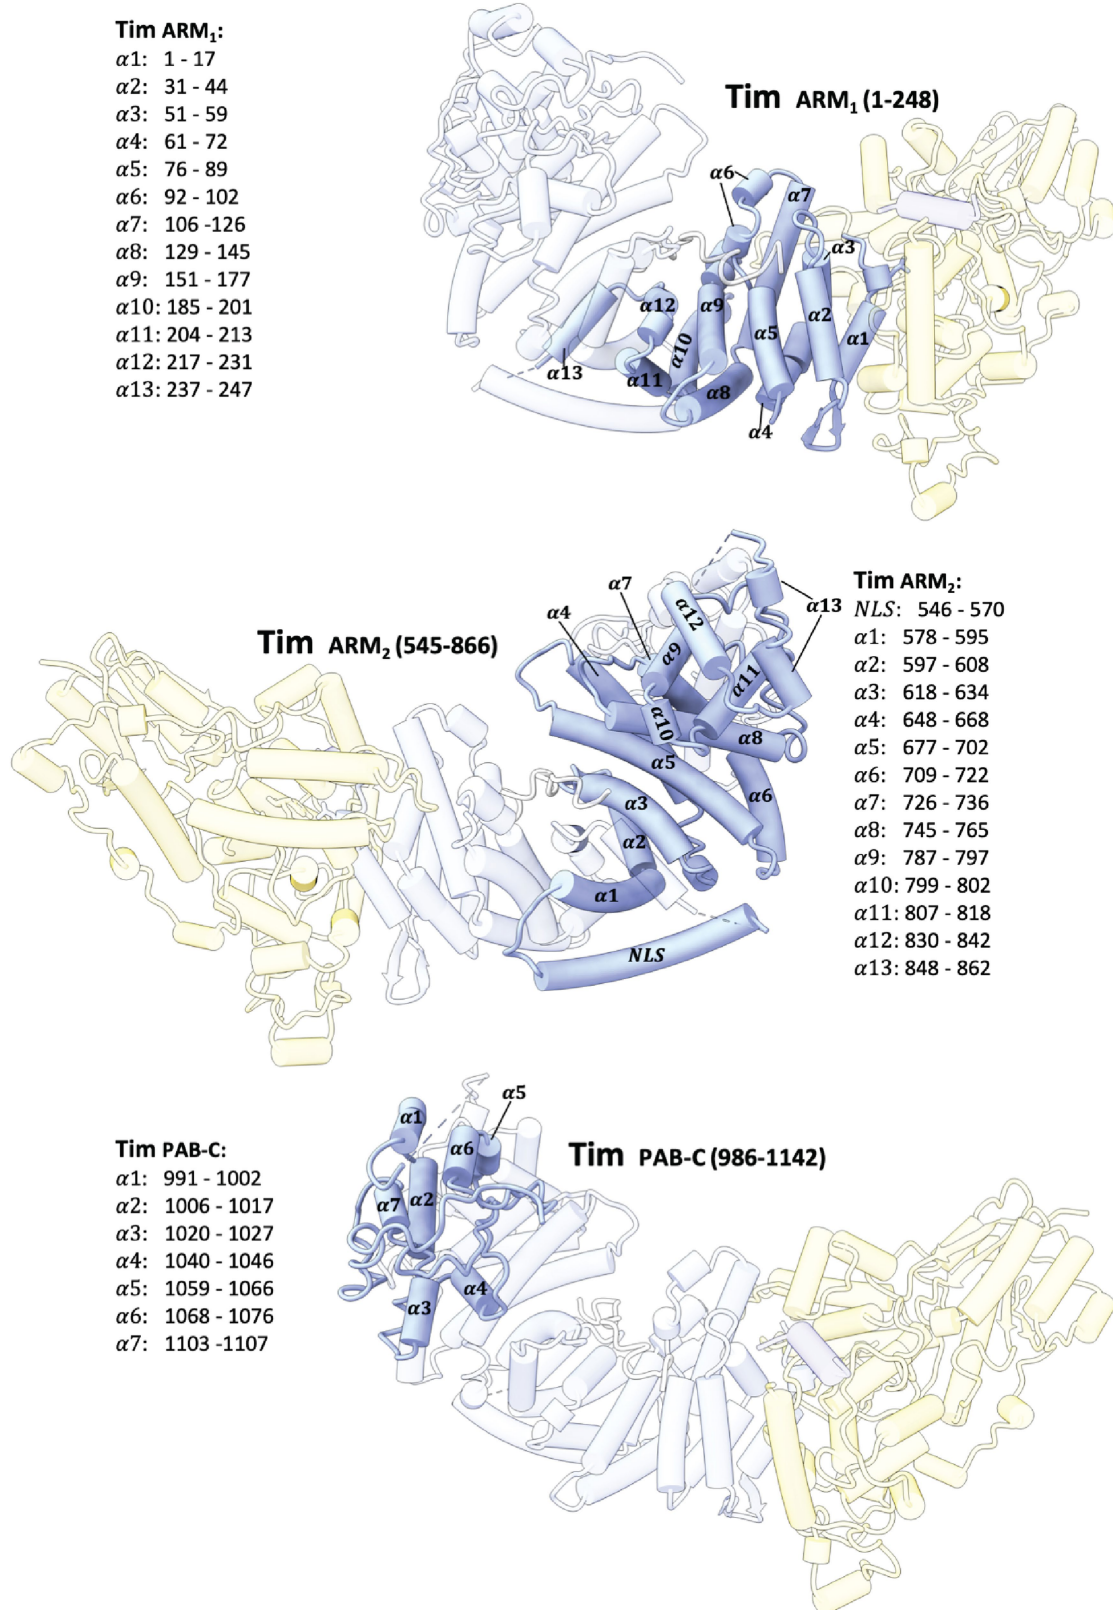 Tim ARM₁:
α1: 1 - 17
α2: 31 - 44
α3: 51 - 59
α4: 61 - 72
α5: 76 - 89
α6: 92 - 102
α7: 106 -126
α8: 129 - 145
α9: 151 - 177
α10: 185 - 201
α11: 204 - 213
α12: 217 - 231
α13: 237 - 247
Tim ARM₁ (1-248)
α6
α7
α3
α12
α9
α10
α5
α2
α1
α13
α11
α8
α4
Tim ARM₂ (545-866)
α7
α4
α12
α13
α9
α11
α10
α8
α5
α6
α3
α2
α1
NLS
Tim ARM₂:
NLS: 546 - 570
α1: 578 - 595
α2: 597 - 608
α3: 618 - 634
α4: 648 - 668
α5: 677 - 702
α6: 709 - 722
α7: 726 - 736
α8: 745 - 765
α9: 787 - 797
α10: 799 - 802
α11: 807 - 818
α12: 830 - 842
α13: 848 - 862
Tim PAB-C:
α1: 991 - 1002
α2: 1006 - 1017
α3: 1020 - 1027
α4: 1040 - 1046
α5: 1059 - 1066
α6: 1068 - 1076
α7: 1103 -1107
Tim PAB-C (986-1142)
α5
α1
α6
α7
α2
α4
α3